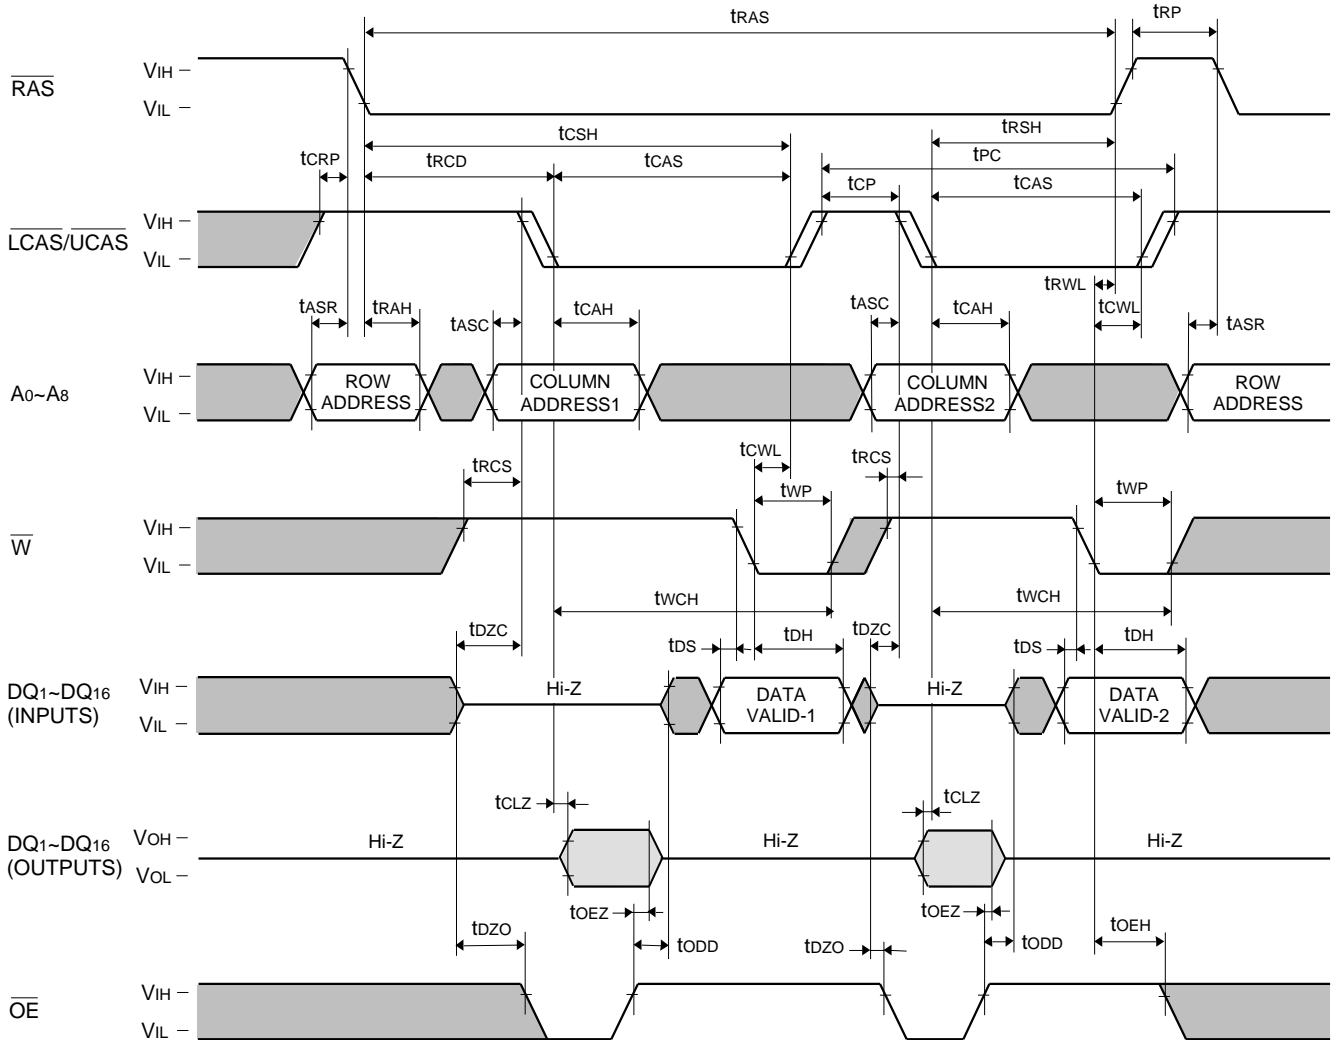 tRAS
tRP
RAS
VIH
VIL
tCSH
tRSH
tCRP
tRCD
tCAS
tPC
tCP
tCAS
LCAS/UCAS
VIH
VIL
tRWL
tASR
tRAH
tASC
tCAH
tASC
tCAH
tCWL
tASR
A0~A8
VIH
VIL
ROW
ADDRESS
COLUMN
ADDRESS1
COLUMN
ADDRESS2
ROW
ADDRESS
tCWL
tRCS
tRCS
tWP
tWP
W
VIH
VIL
tWCH
tWCH
tDZC
tDS
tDH
tDZC
tDS
tDH
DQ1~DQ16
(INPUTS)
VIH
VIL
Hi-Z
DATA
VALID-1
Hi-Z
DATA
VALID-2
tCLZ
tCLZ
DQ1~DQ16
(OUTPUTS)
VOH
VOL
Hi-Z
Hi-Z
Hi-Z
tOEZ
tOEZ
tDZO
tODD
tDZO
tODD
tOEH
OE
VIH
VIL